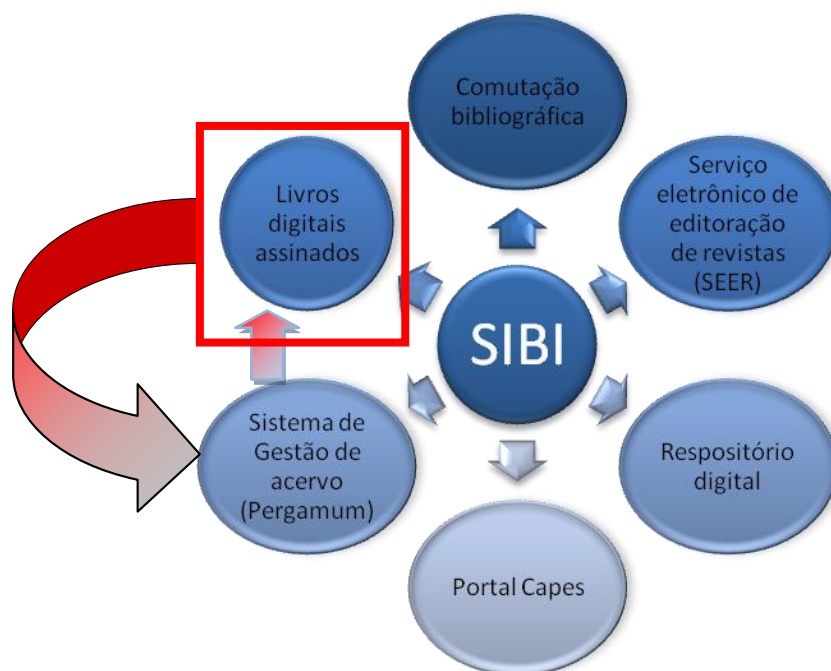 Comutação
bibliográfica
Livros
digitais
assinados
Serviço
eletrônico de
editoração
de revistas
(SEER)
SIBI
Sistema de
Gestão de
acervo
(Pergamum)
Respositório
digital
Portal Capes